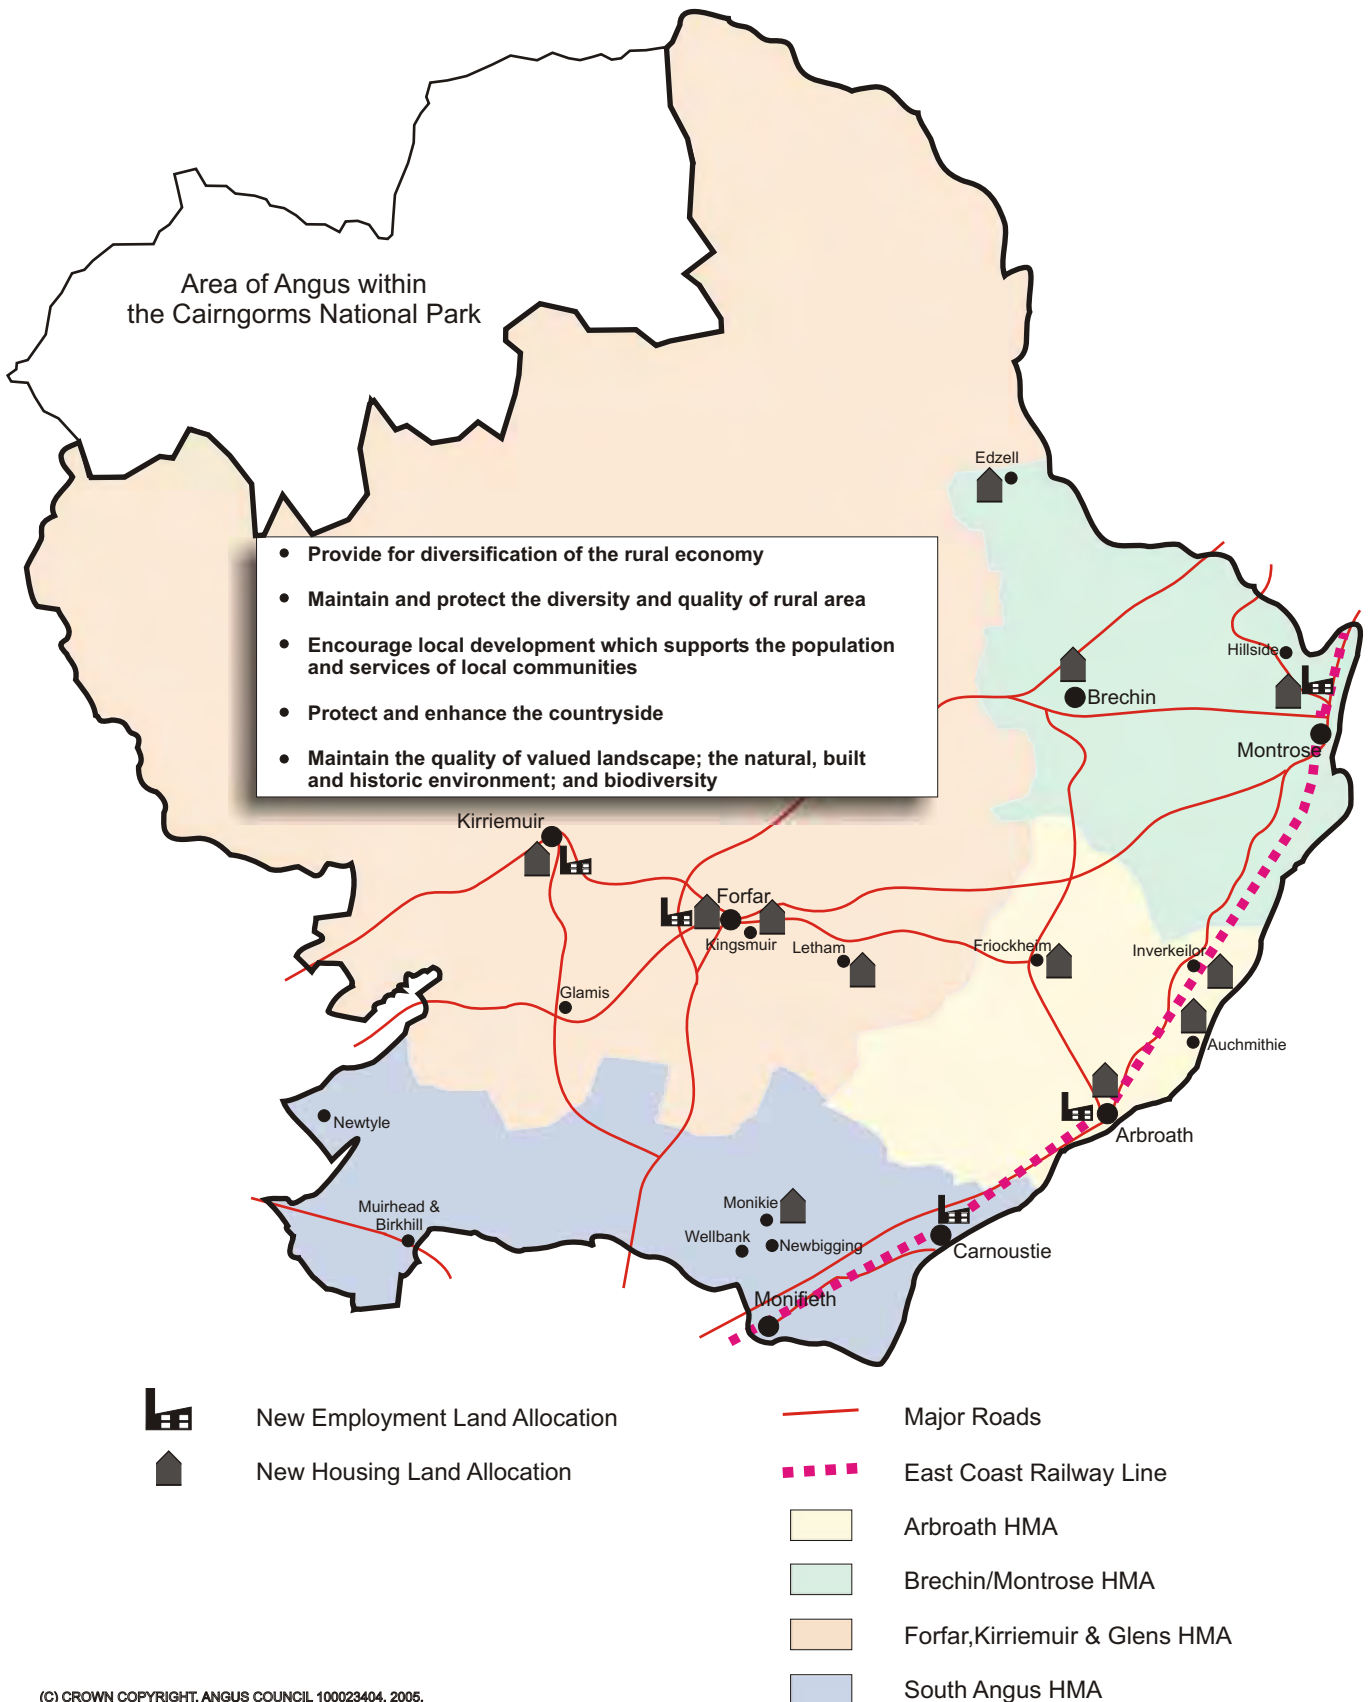 Area of Angus within
the Cairngorms National Park
Edzell
• Provide for diversification of the rural economy
• Maintain and protect the diversity and quality of rural area
• Encourage local development which supports the population
and services of local communities
• Protect and enhance the countryside
• Maintain the quality of valued landscape; the natural, built
and historic environment; and biodiversity
Hillside
Brechin
Montrose
Kirriemuir
Forfar
Kingsmuir
Letham
Friockheim
Inverkeilor
Glamis
Auchmithie
Newtyle
Arbroath
Muirhead &
Birkhill
Monikie
Wellbank
Newbigging
Carnoustie
Monifieth
New Employment Land Allocation
New Housing Land Allocation
Major Roads
East Coast Railway Line
Arbroath HMA
Brechin/Montrose HMA
Forfar,Kirriemuir & Glens HMA
South Angus HMA
(C) CROWN COPYRIGHT. ANGUS COUNCIL 100023404. 2005.